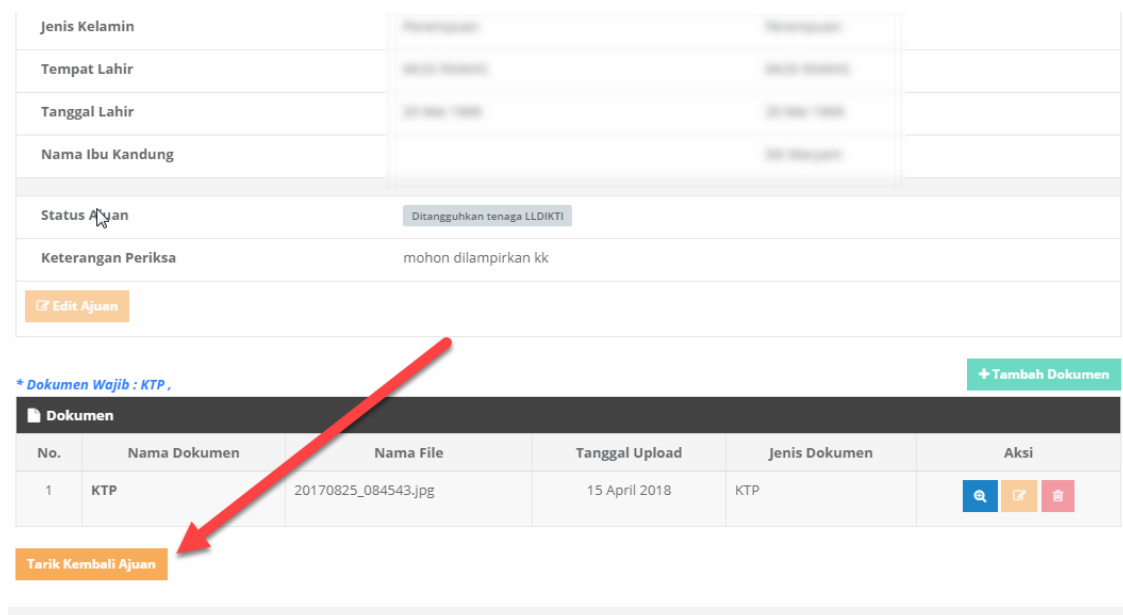 Jenis Kelamin
Tempat Lahir
Tanggal Lahir
Nama Ibu Kandung
Status Ajuan Ditangguhkan tenaga LLDIKTI
Keterangan Periksa mohon dilampirkan kk
Edit Ajuan
+ Tambah Dokumen
* Dokumen Wajib : KTP ,
Dokumen
No. Nama Dokumen Nama File Tanggal Upload Jenis Dokumen Aksi
1 KTP 20170825_084543.jpg 15 April 2018 KTP
Tarik Kembali Ajuan